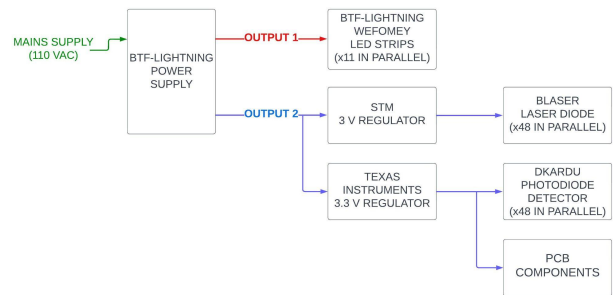 MAINS SUPPLY
(110 VAC)
BTF-LIGHTNING
POWER
SUPPLY
OUTPUT 1
BTF-LIGHTNING
WEFOMEY
LED STRIPS
(x11 IN PARALLEL)
OUTPUT 2
STM
3 V REGULATOR
BLASER
LASER DIODE
(x48 IN PARALLEL)
TEXAS
INSTRUMENTS
3.3 V REGULATOR
DKARDU
PHOTODIODE
DETECTOR
(x48 IN PARALLEL)
PCB
COMPONENTS